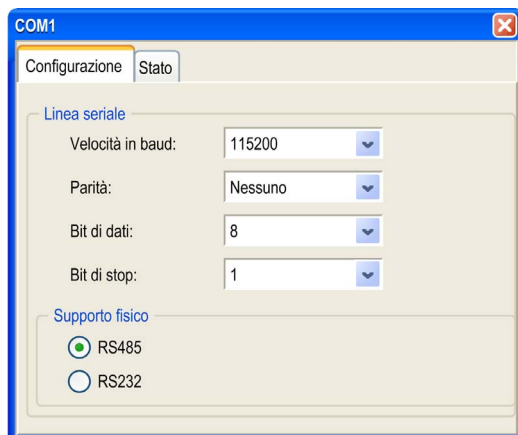 COM1
Configurazione Stato
Linea seriale
Velocità in baud: 115200
Parità: Nessuno
Bit di dati: 8
Bit di stop: 1
Supporto fisico
RS485
RS232